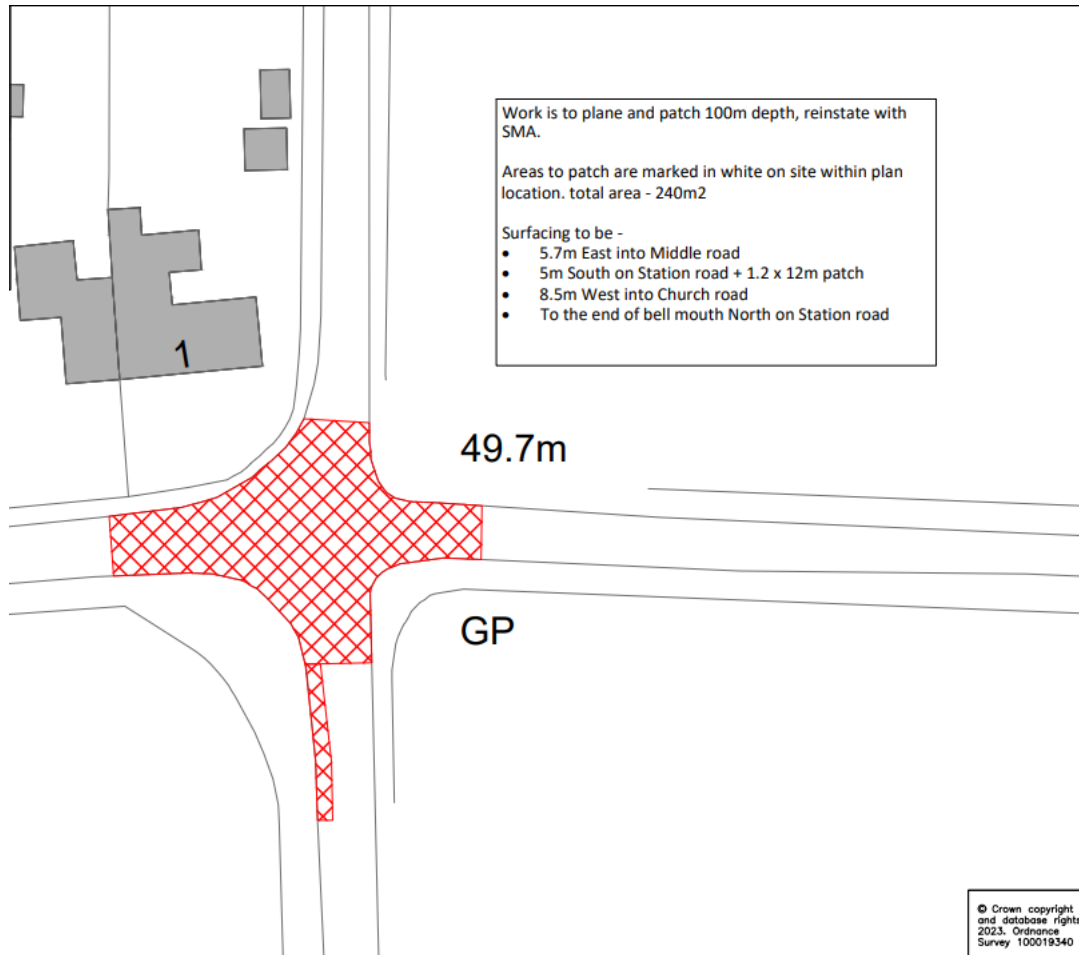 Work is to plane and patch 100m depth, reinstate with
SMA.
Areas to patch are marked in white on site within plan
location. total area - 240m2
Surfacing to be -
• 5.7m East into Middle road
• 5m South on Station road + 1.2 x 12m patch
• 8.5m West into Church road
• To the end of bell mouth North on Station road
1
49.7m
GP
© Crown copyright
and database rights
2023. Ordnance
Survey 100019340